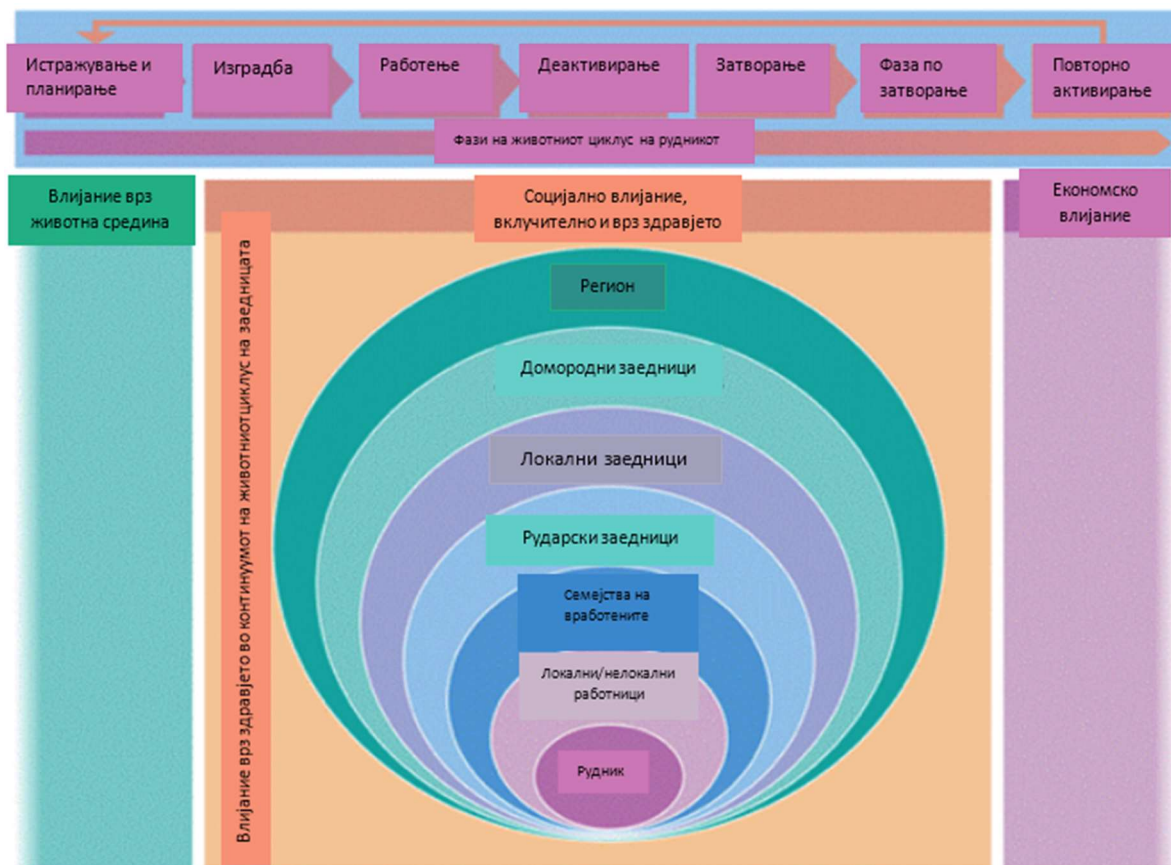 Истражување и
планирање
Изградба
Работење
Деактивирање
Затворање
Фаза по
затворање
Повторно
активирање
Фази на животниот циклус на рудникот
Влијание врз
животна средина
Социјално влијание,
вклучително и врз здравјето
Економско
влијание
Влијание врз здравјето во континуумот на животниотциклус на заедницата
Регион
Домородни заедници
Локални заедници
Рударски заедници
Семејства на
вработените
Локални/нелокални
работници
Рудник